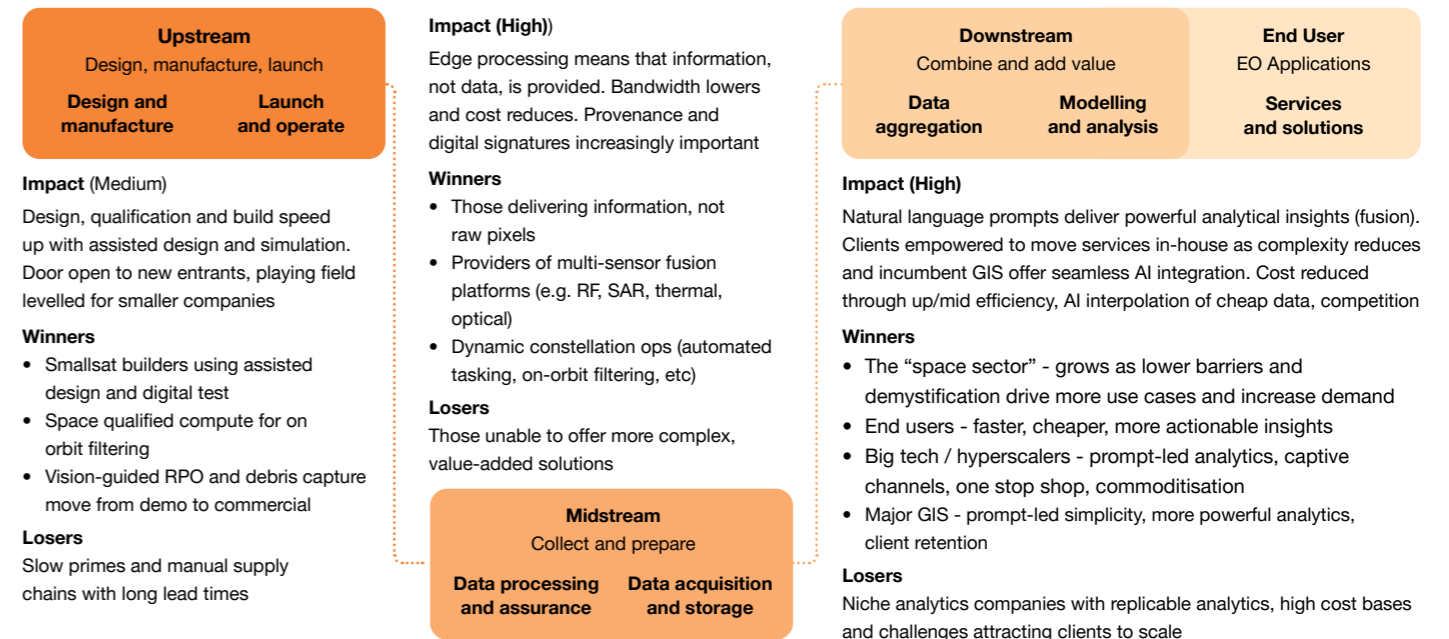 Upstream
Design, manufacture, launch
Design and
manufacture
Launch
and operate
Impact (Medium)
Design, qualification and build speed
up with assisted design and simulation.
Door open to new entrants, playing field
levelled for smaller companies
Winners
• Smallsat builders using assisted
design and digital test
• Space qualified compute for on
orbit filtering
• Vision-guided RPO and debris capture
move from demo to commercial
Losers
Slow primes and manual supply
chains with long lead times
Impact (High))
Edge processing means that information,
not data, is provided. Bandwidth lowers
and cost reduces. Provenance and
digital signatures increasingly important
Winners
• Those delivering information, not
raw pixels
• Providers of multi-sensor fusion
platforms (e.g. RF, SAR, thermal,
optical)
• Dynamic constellation ops (automated
tasking, on-orbit filtering, etc)
Losers
Those unable to offer more complex,
value-added solutions
Midstream
Collect and prepare
Data processing
and assurance
Data acquisition
and storage
Downstream
Combine and add value
Data
aggregation
Modelling
and analysis
End User
EO Applications
Services
and solutions
Impact (High)
Natural language prompts deliver powerful analytical insights (fusion).
Clients empowered to move services in-house as complexity reduces
and incumbent GIS offer seamless AI integration. Cost reduced
through up/mid efficiency, AI interpolation of cheap data, competition
Winners
• The “space sector” - grows as lower barriers and
demystification drive more use cases and increase demand
• End users - faster, cheaper, more actionable insights
• Big tech / hyperscalers - prompt-led analytics, captive
channels, one stop shop, commoditisation
• Major GIS - prompt-led simplicity, more powerful analytics,
client retention
Losers
Niche analytics companies with replicable analytics, high cost bases
and challenges attracting clients to scale